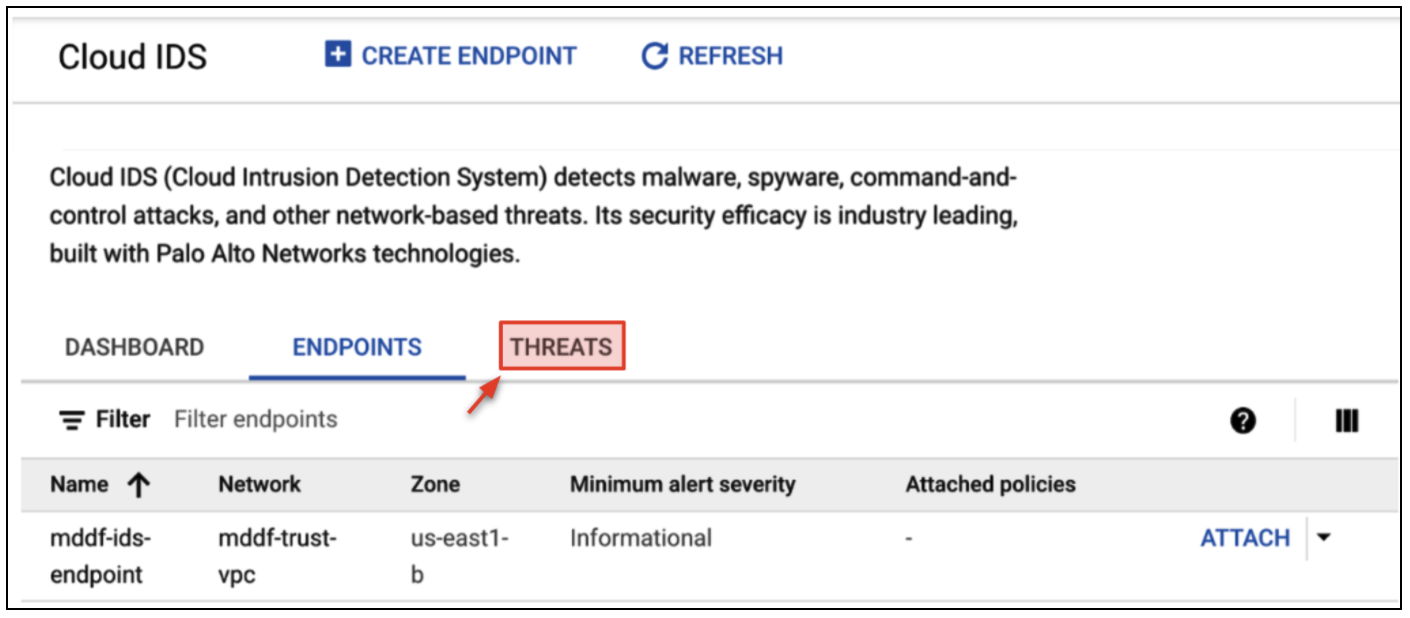 Cloud IDS CREATE ENDPOINT REFRESH
Cloud IDS (Cloud Intrusion Detection System) detects malware, spyware, command-and-
control attacks, and other network-based threats. Its security efficacy is industry leading,
built with Palo Alto Networks technologies.
DASHBOARD ENDPOINTS THREATS
Filter Filter endpoints
Name Network Zone Minimum alert severity Attached policies
mddf-ids- mddf-trust- us-east1- Informational - ATTACH
endpoint vpc b